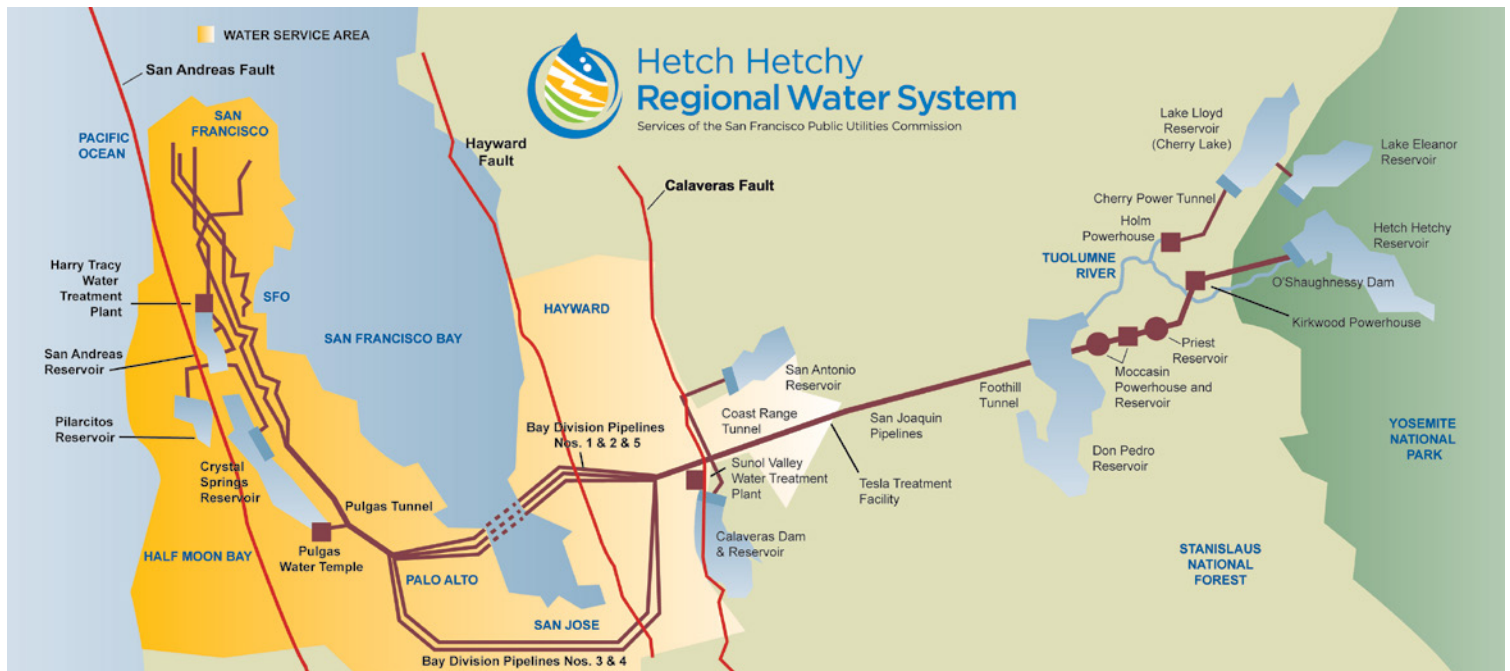 WATER SERVICE AREA
San Andreas Fault
Hetch Hetchy
Regional Water System
Services of the San Francisco Public Utilities Commission
SAN
FRANCISCO
PACIFIC
OCEAN
Hayward
Fault
Calaveras Fault
Lake Lloyd
Reservoir
(Cherry Lake)
Lake Eleanor
Reservoir
Cherry Power Tunnel
Holm
Powerhouse
Hetch Hetchy
Reservoir
TUOLUMNE
RIVER
O'Shaughnessy Dam
Harry Tracy
Water
Treatment
Plant
SFO
HAYWARD
Kirkwood Powerhouse
SAN FRANCISCO BAY
Priest
Reservoir
San Andreas
Reservoir
San Antonio
Reservoir
Foothill
Tunnel
Moccasin
Powerhouse and
Reservoir
Coast Range
Tunnel
San Joaquin
Pipelines
Pilarcitos
Reservoir
Bay Division Pipelines
Nos. 1 & 2 & 5
YOSEMITE
NATIONAL
PARK
Crystal
Springs
Reservoir
Sunol Valley
Water Treatment
Plant
Tesla Treatment
Facility
Don Pedro
Reservoir
Pulgas Tunnel
Calaveras Dam
& Reservoir
HALF MOON BAY
Pulgas
Water Temple
PALO ALTO
STANISLAUS
NATIONAL
FOREST
SAN JOSE
Bay Division Pipelines Nos. 3 & 4